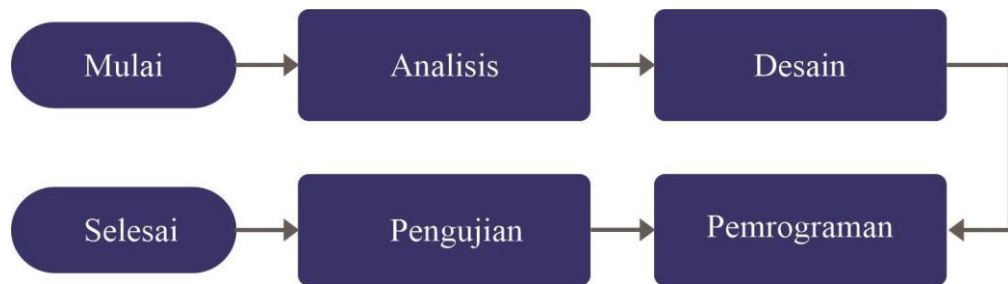 Mulai
Analisis
Desain
Selesai
Pengujian
Pemrograman